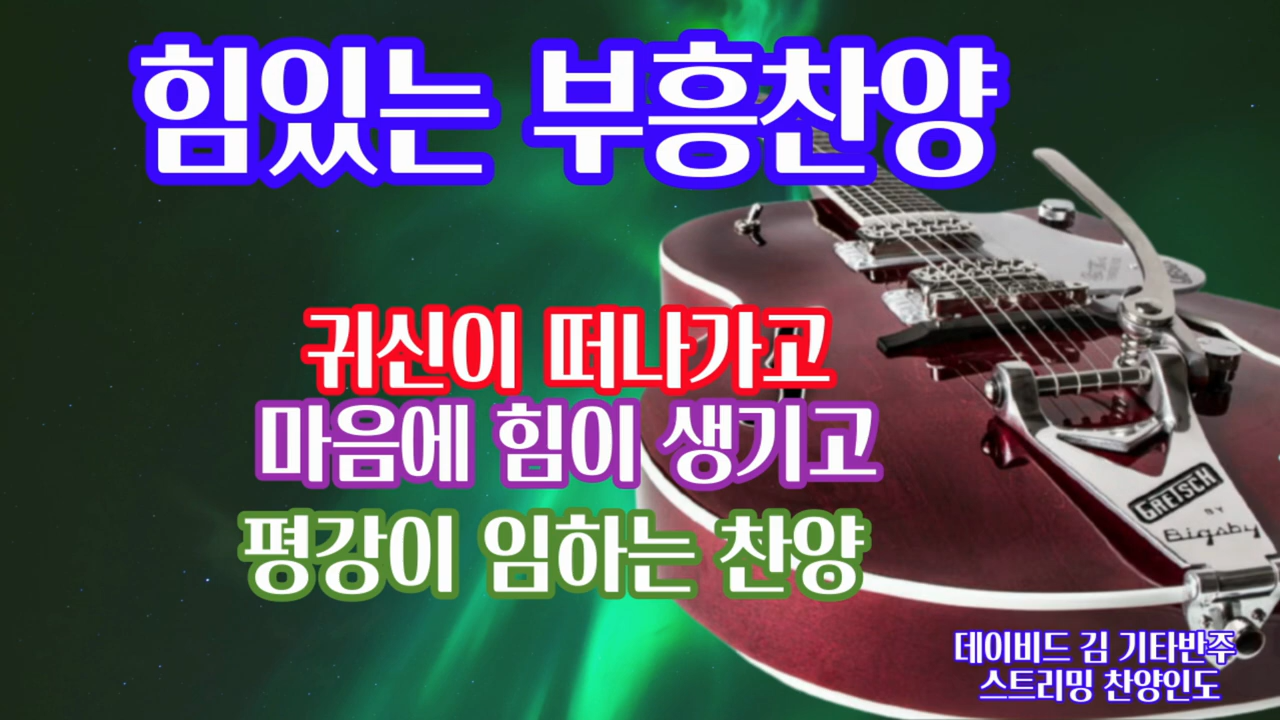 힘있는 부흥찬양
귀신이 떠나가고
마음에 힘이 생기고
평강이 임하는 찬양
GRETSCH
BY
Bigsby
데이비드 김 기타반주
스트리밍 찬양인도